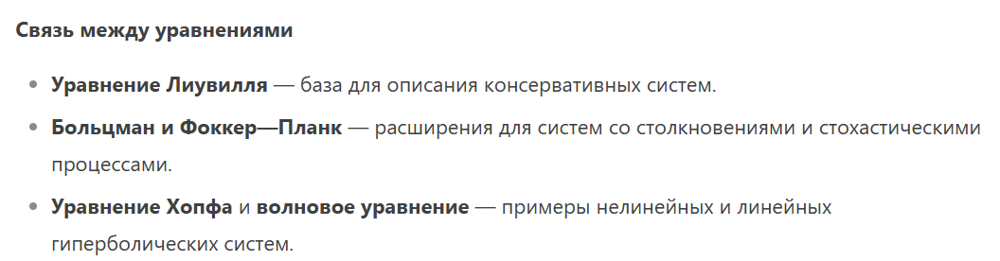 Связь между уравнениями
• Уравнение Лиувилля — база для описания консервативных систем.
• Больцман и Фоккер—Планк — расширения для систем со столкновениями и стохастическими
процессами.
• Уравнение Хопфа и волновое уравнение — примеры нелинейных и линейных
гиперболических систем.